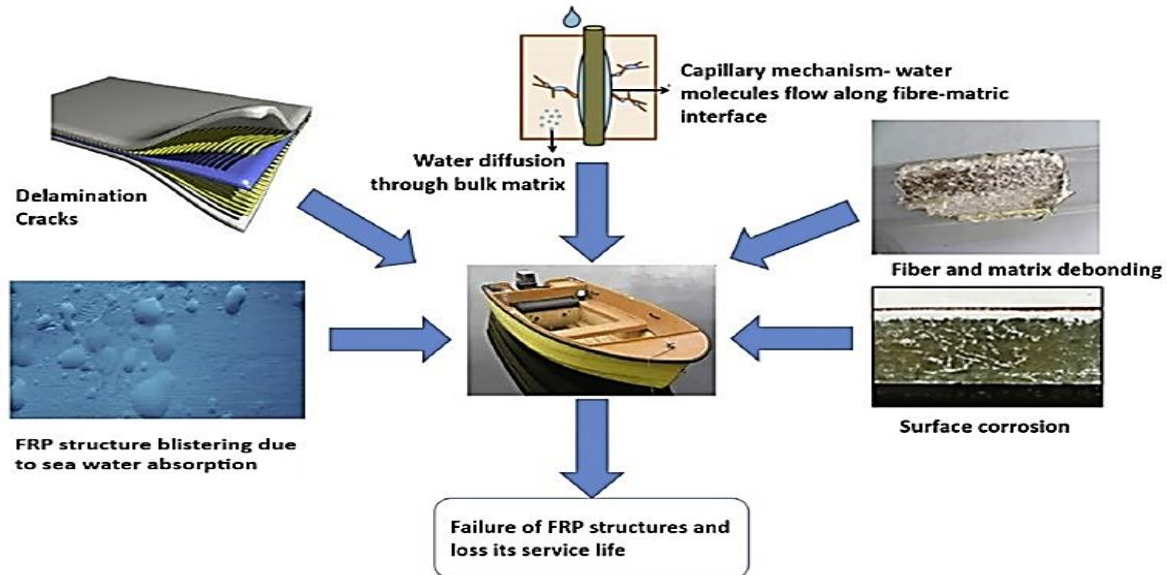 Capillary mechanism- water
molecules flow along fibre-matric
interface
Water diffusion
through bulk matrix
Delamination
Cracks
Fiber and matrix debonding
FRP structure blistering due
to sea water absorption
Surface corrosion
Failure of FRP structures and
loss its service life